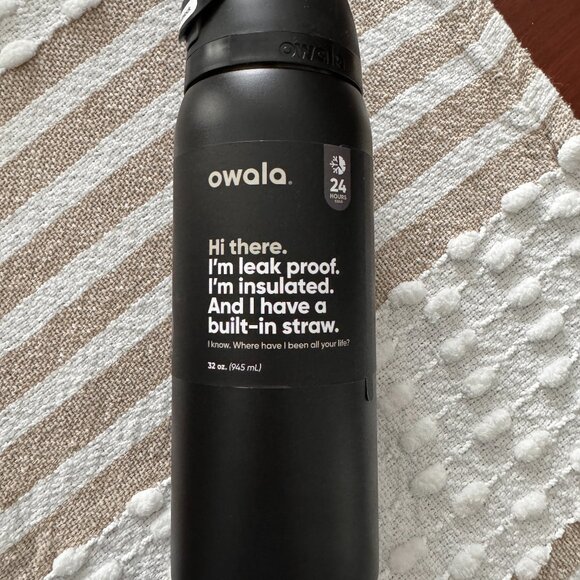 owala
owala.
24
HOURS
Hi there.
I'm leak proof.
I'm insulated.
And I have a
built-in straw.
I know. Where have I been all your life?
32 oz. (945 mL)